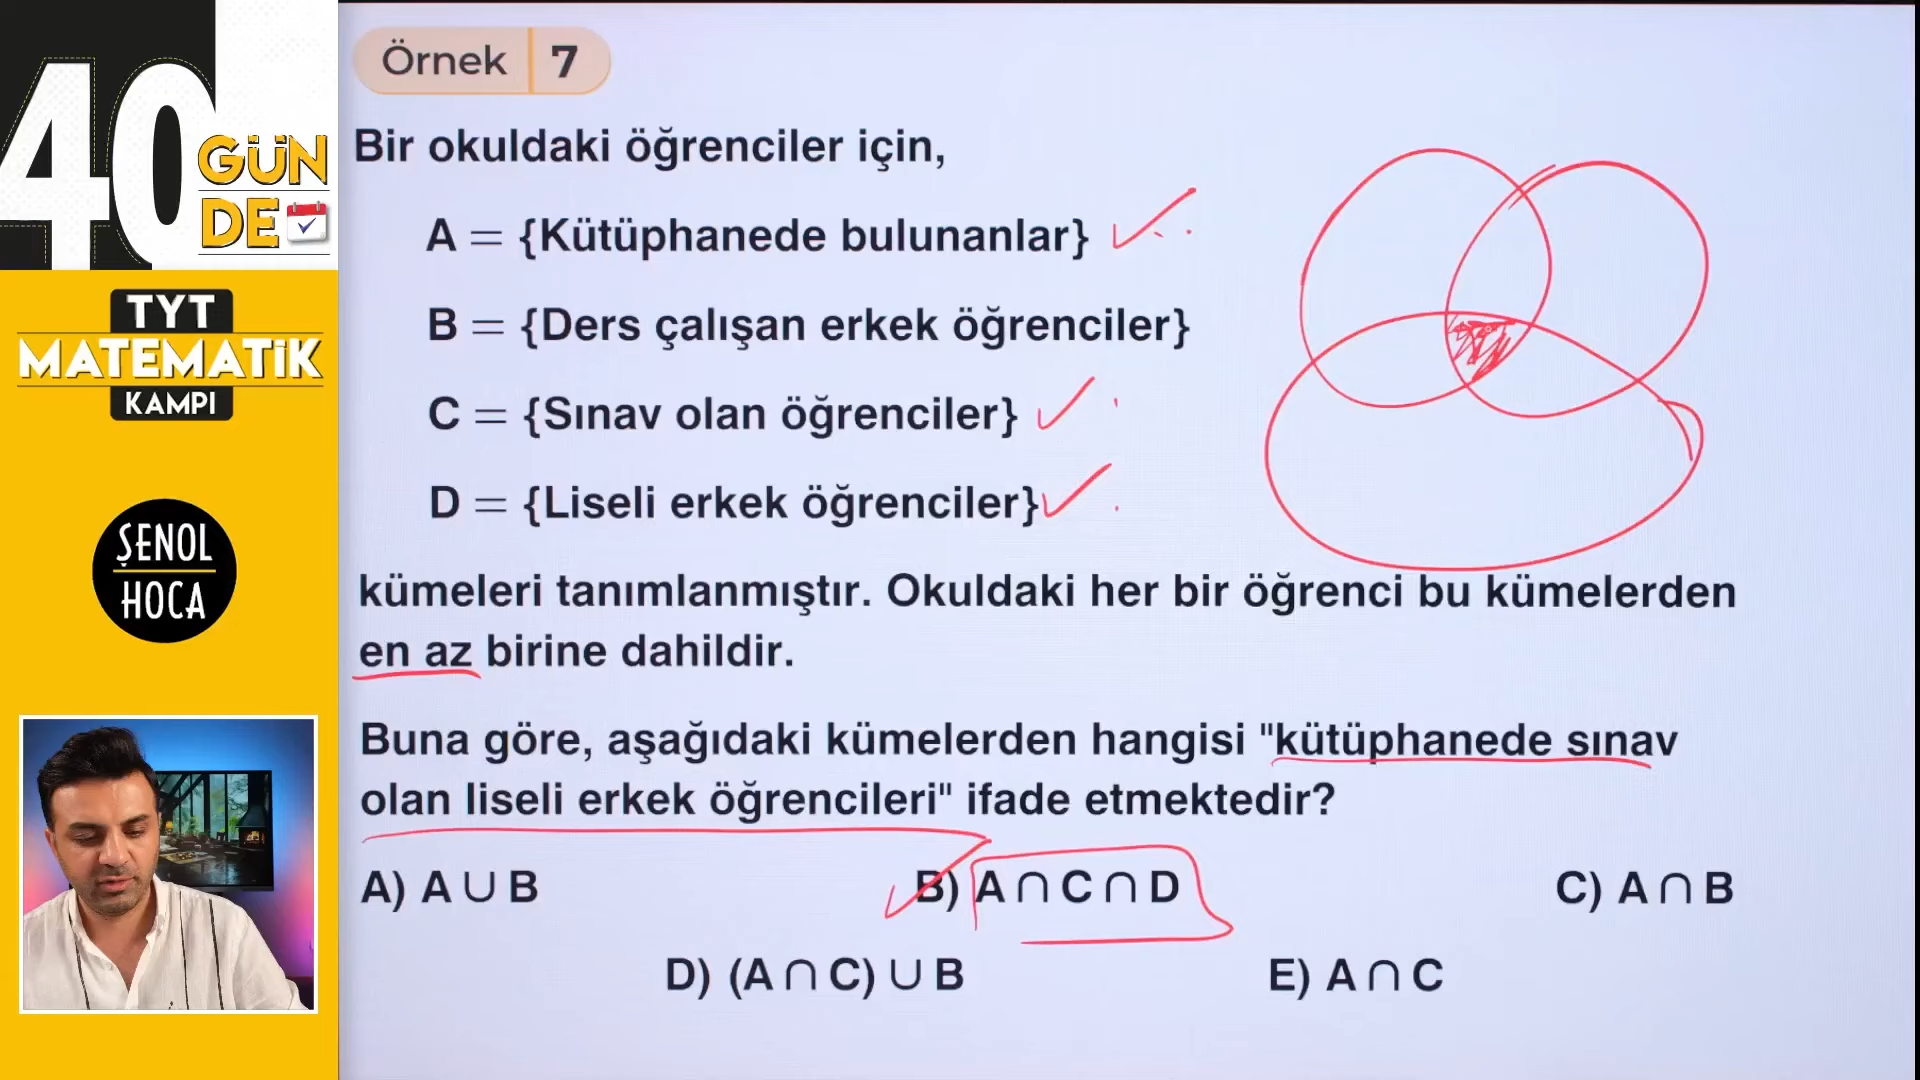 40
GÜN
DE
TYT
MATEMATİK
KAMPI
ŞENOL
HOCA
Örnek 7
Bir okuldaki öğrenciler için,
A = {Kütüphanede bulunanlar}
B = {Ders çalışan erkek öğrenciler}
C = {Sınav olan öğrenciler}
D = {Liseli erkek öğrenciler}
kümeleri tanımlanmıştır. Okuldaki her bir öğrenci bu kümelerden
en az birine dahildir.
Buna göre, aşağıdaki kümelerden hangisi "kütüphanede sınav
olan liseli erkek öğrencileri" ifade etmektedir?
A) A ∪ B B) A ∩ C ∩ D C) A ∩ B
D) (A ∩ C) ∪ B E) A ∩ C